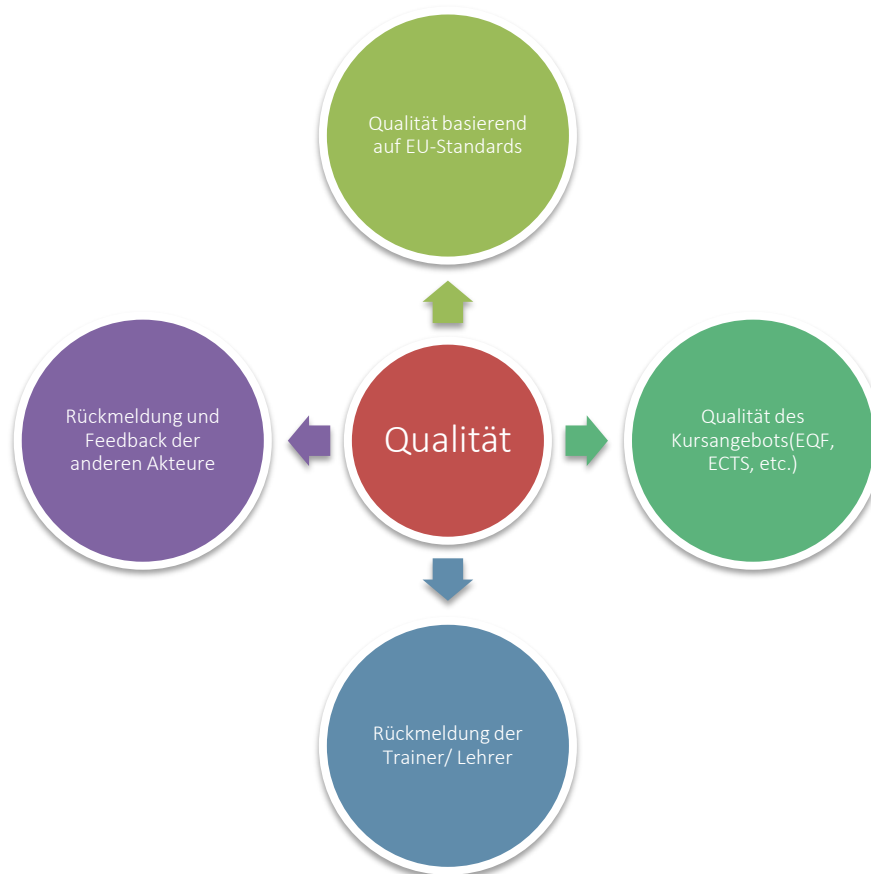 Qualität basierend
auf EU-Standards
Rückmeldung und
Feedback der
anderen Akteure
Qualität
Qualität des
Kursangebots(EQF,
ECTS, etc.)
Rückmeldung der
Trainer/ Lehrer